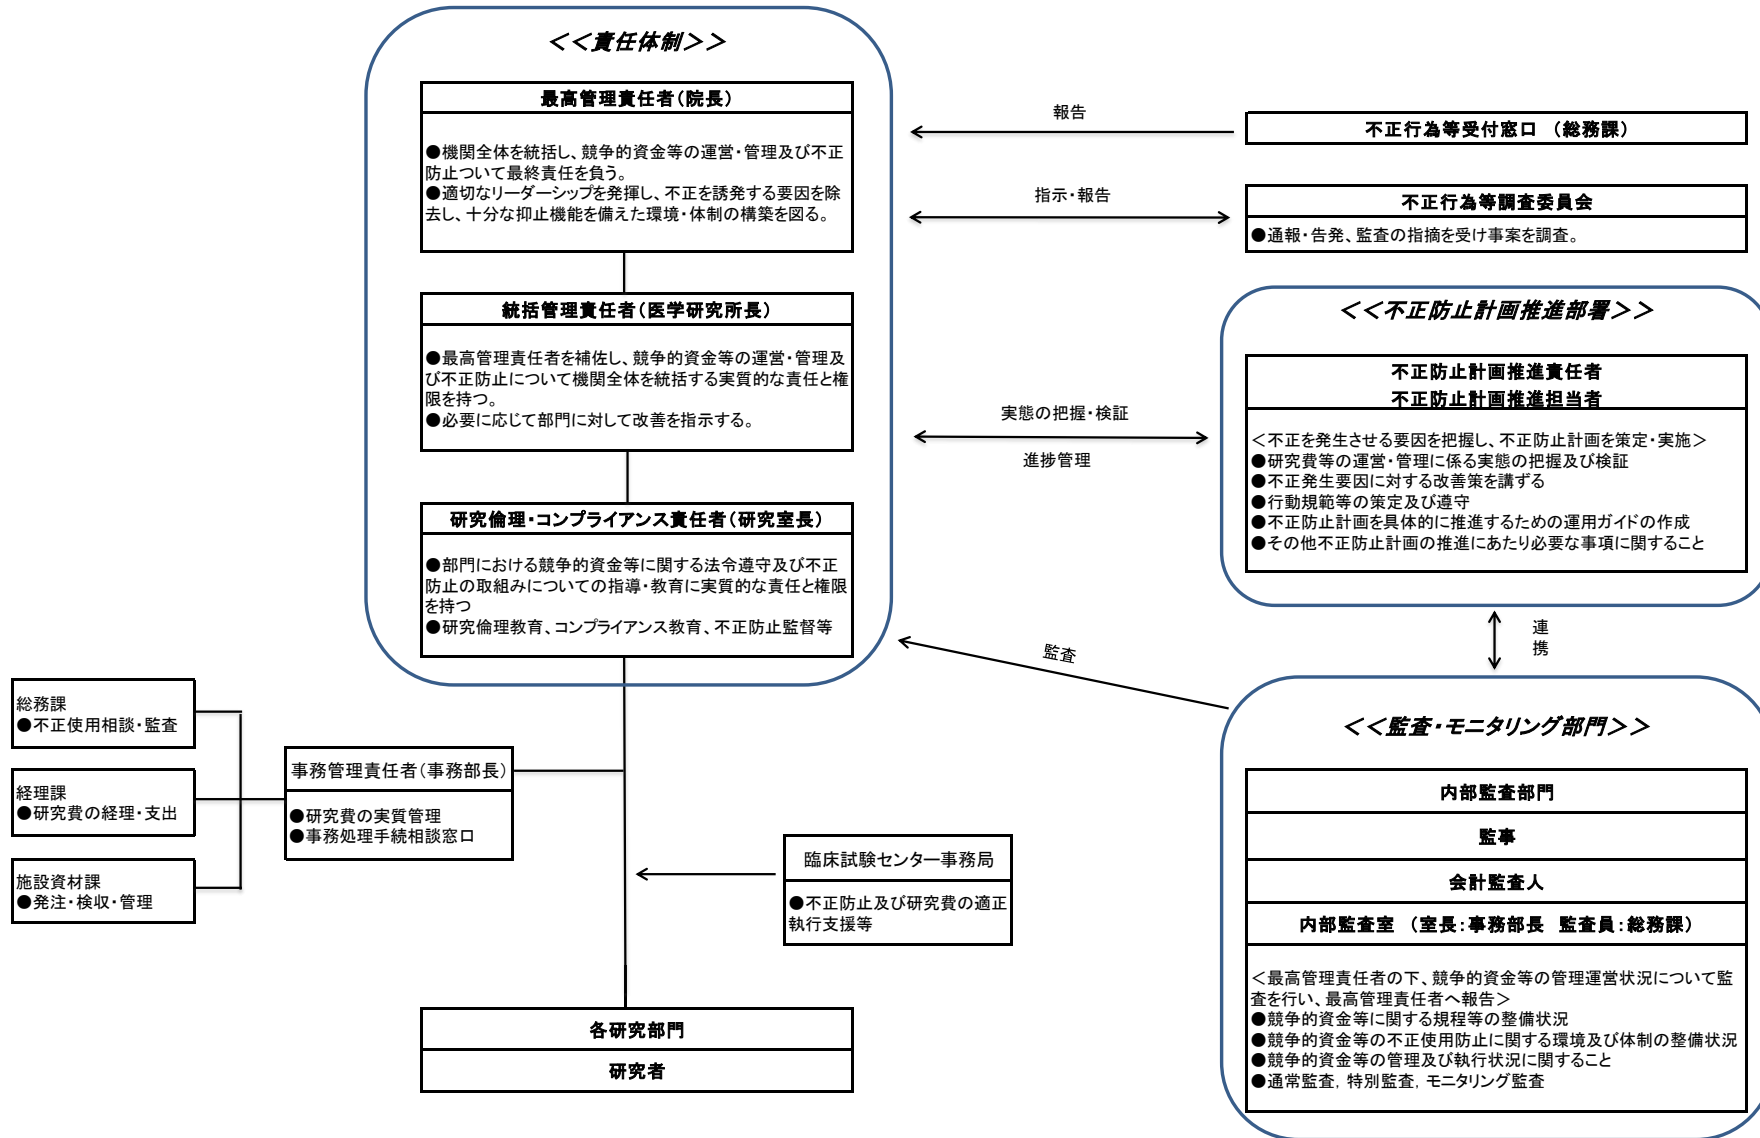 ＜＜責任体制＞＞
最高管理責任者（院長）
●機関全体を統括し、競争的資金等の運営・管理及び不正
防止ついて最終責任を負う。
●適切なリーダーシップを発揮し、不正を誘発する要因を除
去し、十分な抑止機能を備えた環境・体制の構築を図る。
統括管理責任者（医学研究所長）
●最高管理責任者を補佐し、競争的資金等の運営・管理及
び不正防止について機関全体を統括する実質的な責任と権
限を持つ。
●必要に応じて部門に対して改善を指示する。
研究倫理・コンプライアンス責任者（研究室長）
●部門における競争的資金等に関する法令遵守及び不正
防止の取組みについての指導・教育に実質的な責任と権限
を持つ
●研究倫理教育、コンプライアンス教育、不正防止監督等
報告
不正行為等受付窓口　（総務課）
指示・報告
不正行為等調査委員会
●通報・告発、監査の指摘を受け事案を調査。
＜＜不正防止計画推進部署＞＞
不正防止計画推進責任者
不正防止計画推進担当者
＜不正を発生させる要因を把握し、不正防止計画を策定・実施＞
●研究費等の運営・管理に係る実態の把握及び検証
●不正発生要因に対する改善策を講ずる
●行動規範等の策定及び遵守
●不正防止計画を具体的に推進するための運用ガイドの作成
●その他不正防止計画の推進にあたり必要な事項に関すること
実態の把握・検証
進捗管理
連
携
監査
総務課
●不正使用相談・監査
経理課
●研究費の経理・支出
施設資材課
●発注・検収・管理
事務管理責任者（事務部長）
●研究費の実質管理
●事務処理手続相談窓口
臨床試験センター事務局
●不正防止及び研究費の適正
執行支援等
各研究部門
研究者
＜＜監査・モニタリング部門＞＞
内部監査部門
監事
会計監査人
内部監査室　（室長：事務部長　監査員：総務課）
＜最高管理責任者の下、競争的資金等の管理運営状況について監
査を行い、最高管理責任者へ報告＞
●競争的資金等に関する規程等の整備状況
●競争的資金等の不正使用防止に関する環境及び体制の整備状況
●競争的資金等の管理及び執行状況に関すること
●通常監査，特別監査，モニタリング監査